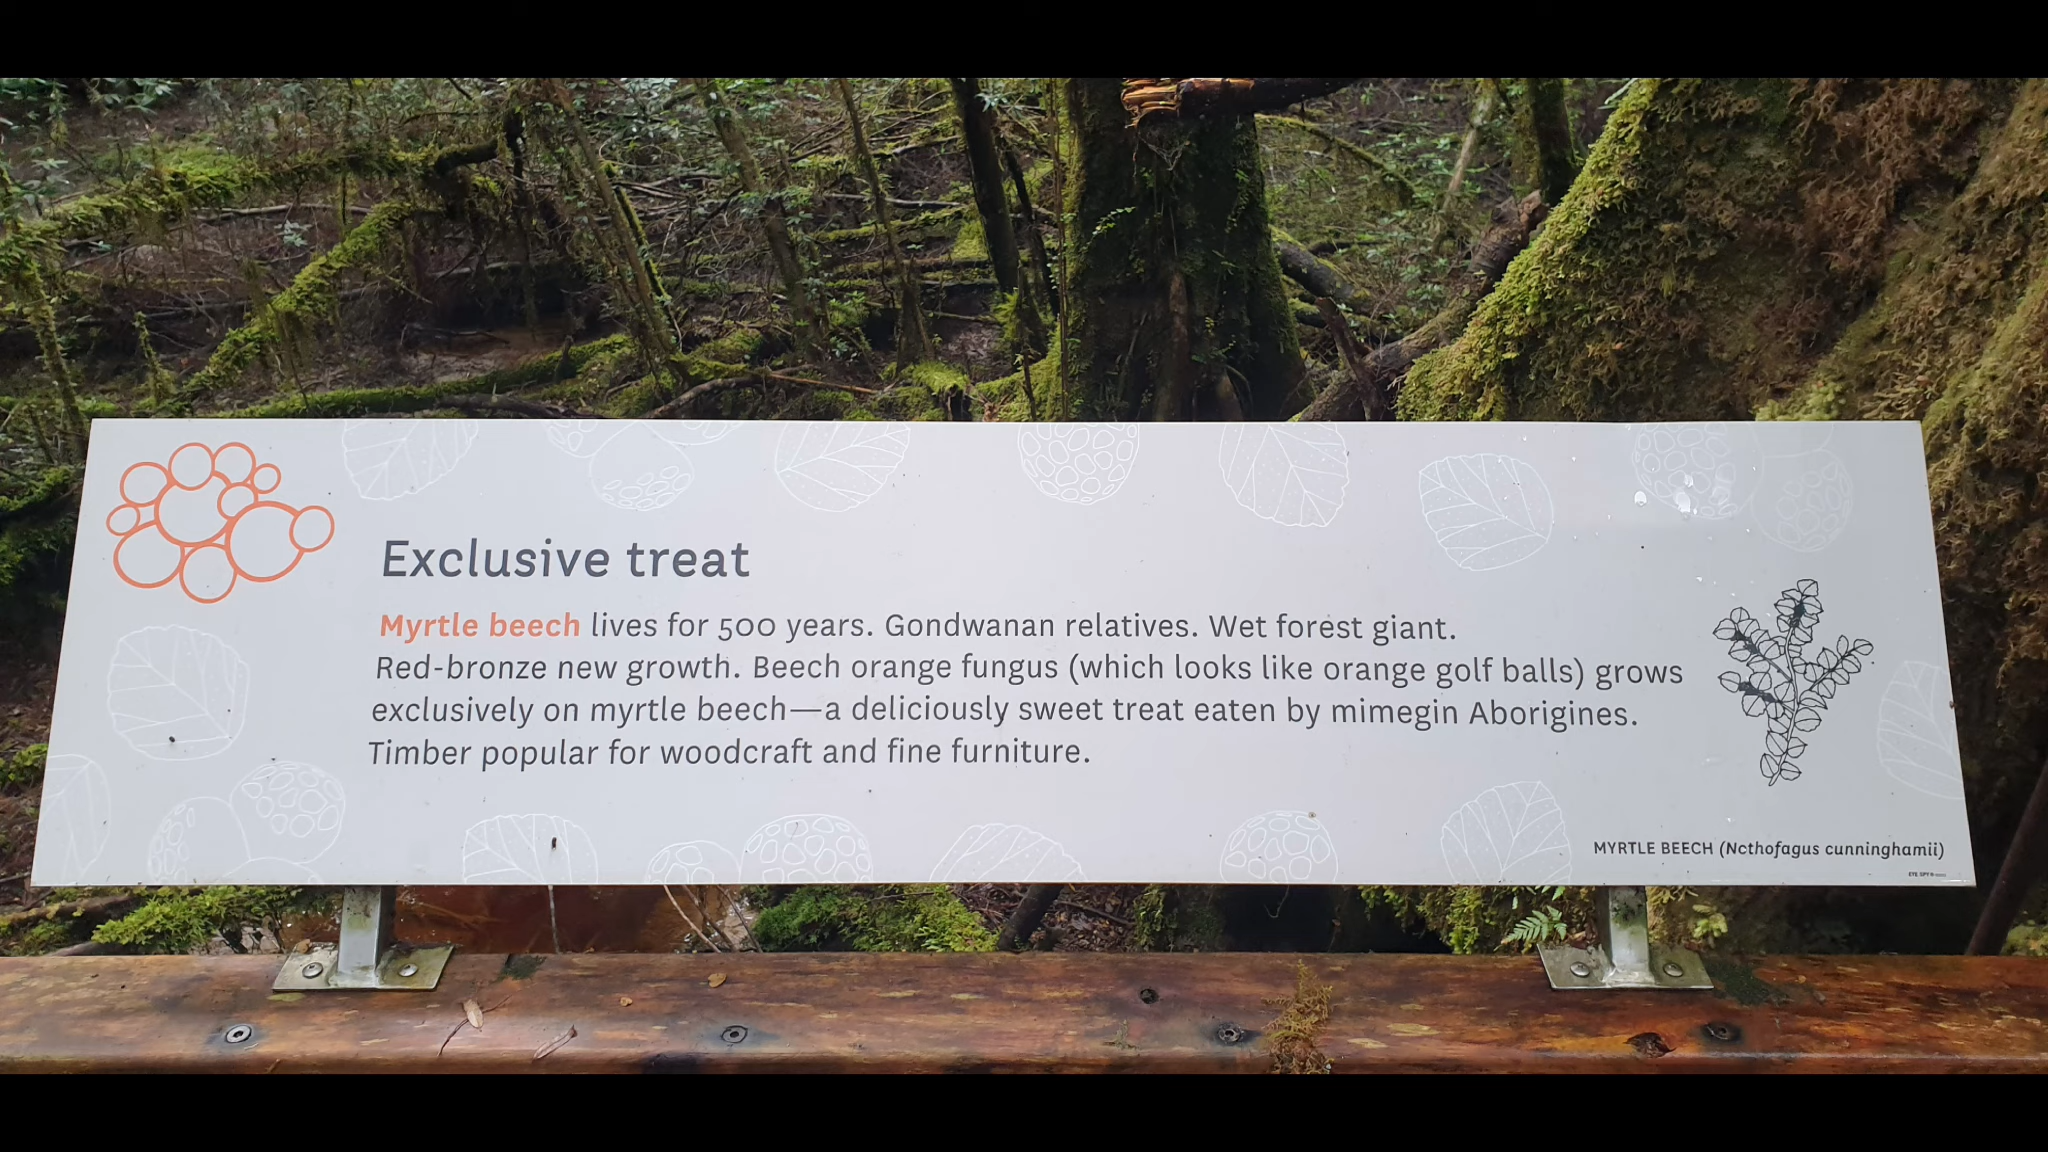 Exclusive treat
Myrtle beech lives for 500 years. Gondwanan relatives. Wet forest giant.
Red-bronze new growth. Beech orange fungus (which looks like orange golf balls) grows
exclusively on myrtle beech—a deliciously sweet treat eaten by mimegin Aborigines.
Timber popular for woodcraft and fine furniture.
MYRTLE BEECH (Ncthofagus cunninghamii)
EYE SPY